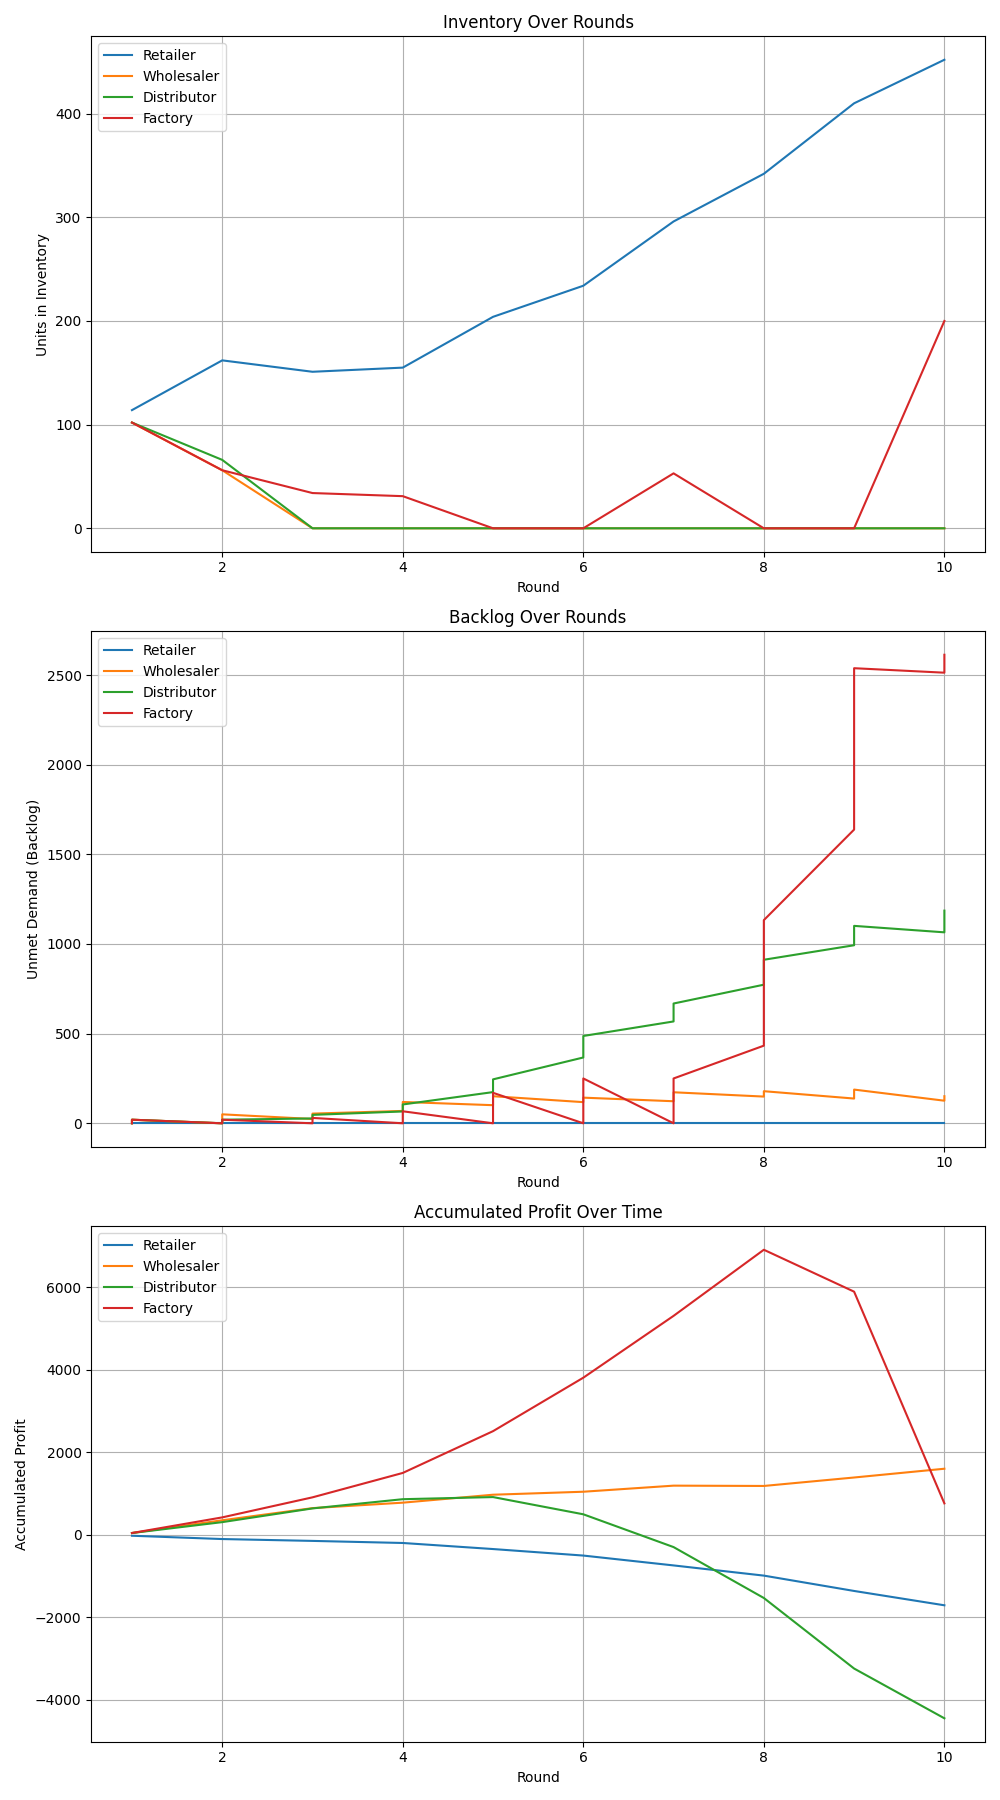 Inventory Over Rounds
Retailer
Wholesaler
Distributor
Factory
Units in Inventory
400
300
200
100
0
2 4 6 8 10
Round
Backlog Over Rounds
Retailer
Wholesaler
Distributor
Factory
Unmet Demand (Backlog)
2500
2000
1500
1000
500
0
2 4 6 8 10
Round
Accumulated Profit Over Time
Retailer
Wholesaler
Distributor
Factory
Accumulated Profit
6000
4000
2000
0
−2000
−4000
2 4 6 8 10
Round